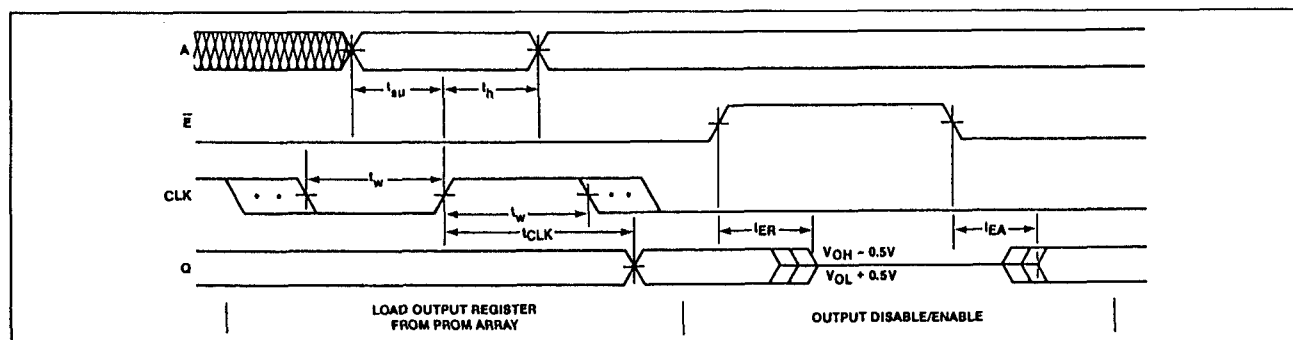 A
t_su
t_h
E̅
t_w
CLK
t_w
t_CLK
t_ER
t_EA
Q
V_OH – 0.5V
V_OL + 0.5V
LOAD OUTPUT REGISTER
FROM PROM ARRAY
OUTPUT DISABLE/ENABLE